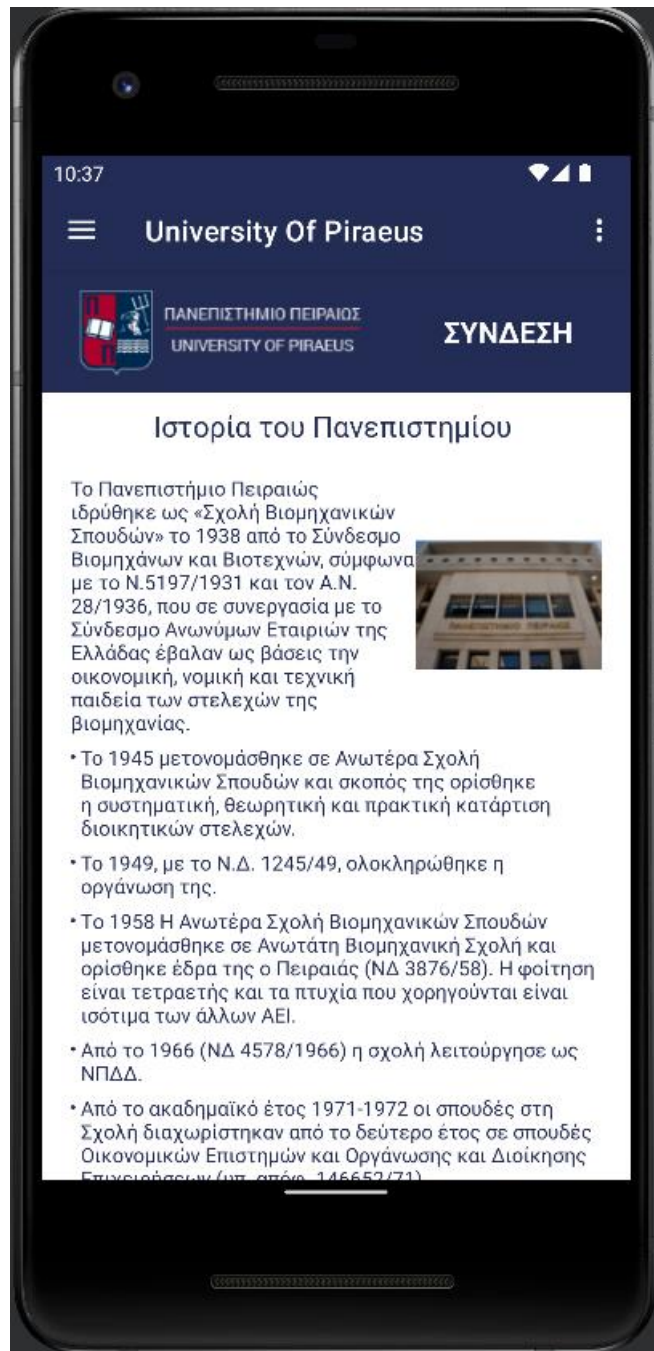 10:37
University Of Piraeus
ΠΑΝΕΠΙΣΤΗΜΙΟ ΠΕΙΡΑΙΩΣ
UNIVERSITY OF PIRAEUS
ΣΥΝΔΕΣΗ
Ιστορία του Πανεπιστημίου
Το Πανεπιστήμιο Πειραιώς
ιδρύθηκε ως «Σχολή Βιομηχανικών
Σπουδών» το 1938 από το Σύνδεσμο
Βιομηχάνων και Βιοτεχνών, σύμφωνα
με το Ν.5197/1931 και τον Α.Ν.
28/1936, που σε συνεργασία με το
Σύνδεσμο Ανωνύμων Εταιριών της
Ελλάδας έβαλαν ως βάσεις την
οικονομική, νομική και τεχνική
παιδεία των στελεχών της
βιομηχανίας.
ΠΑΝΕΠΙΣΤΗΜΙΟ ΠΕΙΡΑΙΩΣ
• Το 1945 μετονομάσθηκε σε Ανωτέρα Σχολή
Βιομηχανικών Σπουδών και σκοπός της ορίσθηκε
η συστηματική, θεωρητική και πρακτική κατάρτιση
διοικητικών στελεχών.
• Το 1949, με το Ν.Δ. 1245/49, ολοκληρώθηκε η
οργάνωση της.
• Το 1958 Η Ανωτέρα Σχολή Βιομηχανικών Σπουδών
μετονομάσθηκε σε Ανωτάτη Βιομηχανική Σχολή και
ορίσθηκε έδρα της ο Πειραιάς (ΝΔ 3876/58). Η φοίτηση
είναι τετραετής και τα πτυχία που χορηγούνται είναι
ισότιμα των άλλων ΑΕΙ.
• Από το 1966 (ΝΔ 4578/1966) η σχολή λειτούργησε ως
ΝΠΔΔ.
• Από το ακαδημαϊκό έτος 1971-1972 οι σπουδές στη
Σχολή διαχωρίστηκαν από το δεύτερο έτος σε σπουδές
Οικονομικών Επιστημών και Οργάνωσης και Διοίκησης
Επιχειρήσεων (υπ. απόφ. 146652/71)